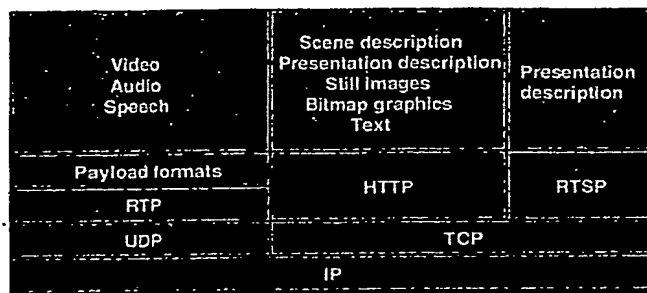 Video
Audio
Speech
Scene description
Presentation description
Still images
Bitmap graphics
Text
Presentation
description
Payload formats
RTP
HTTP
RTSP
UDP
TCP
IP